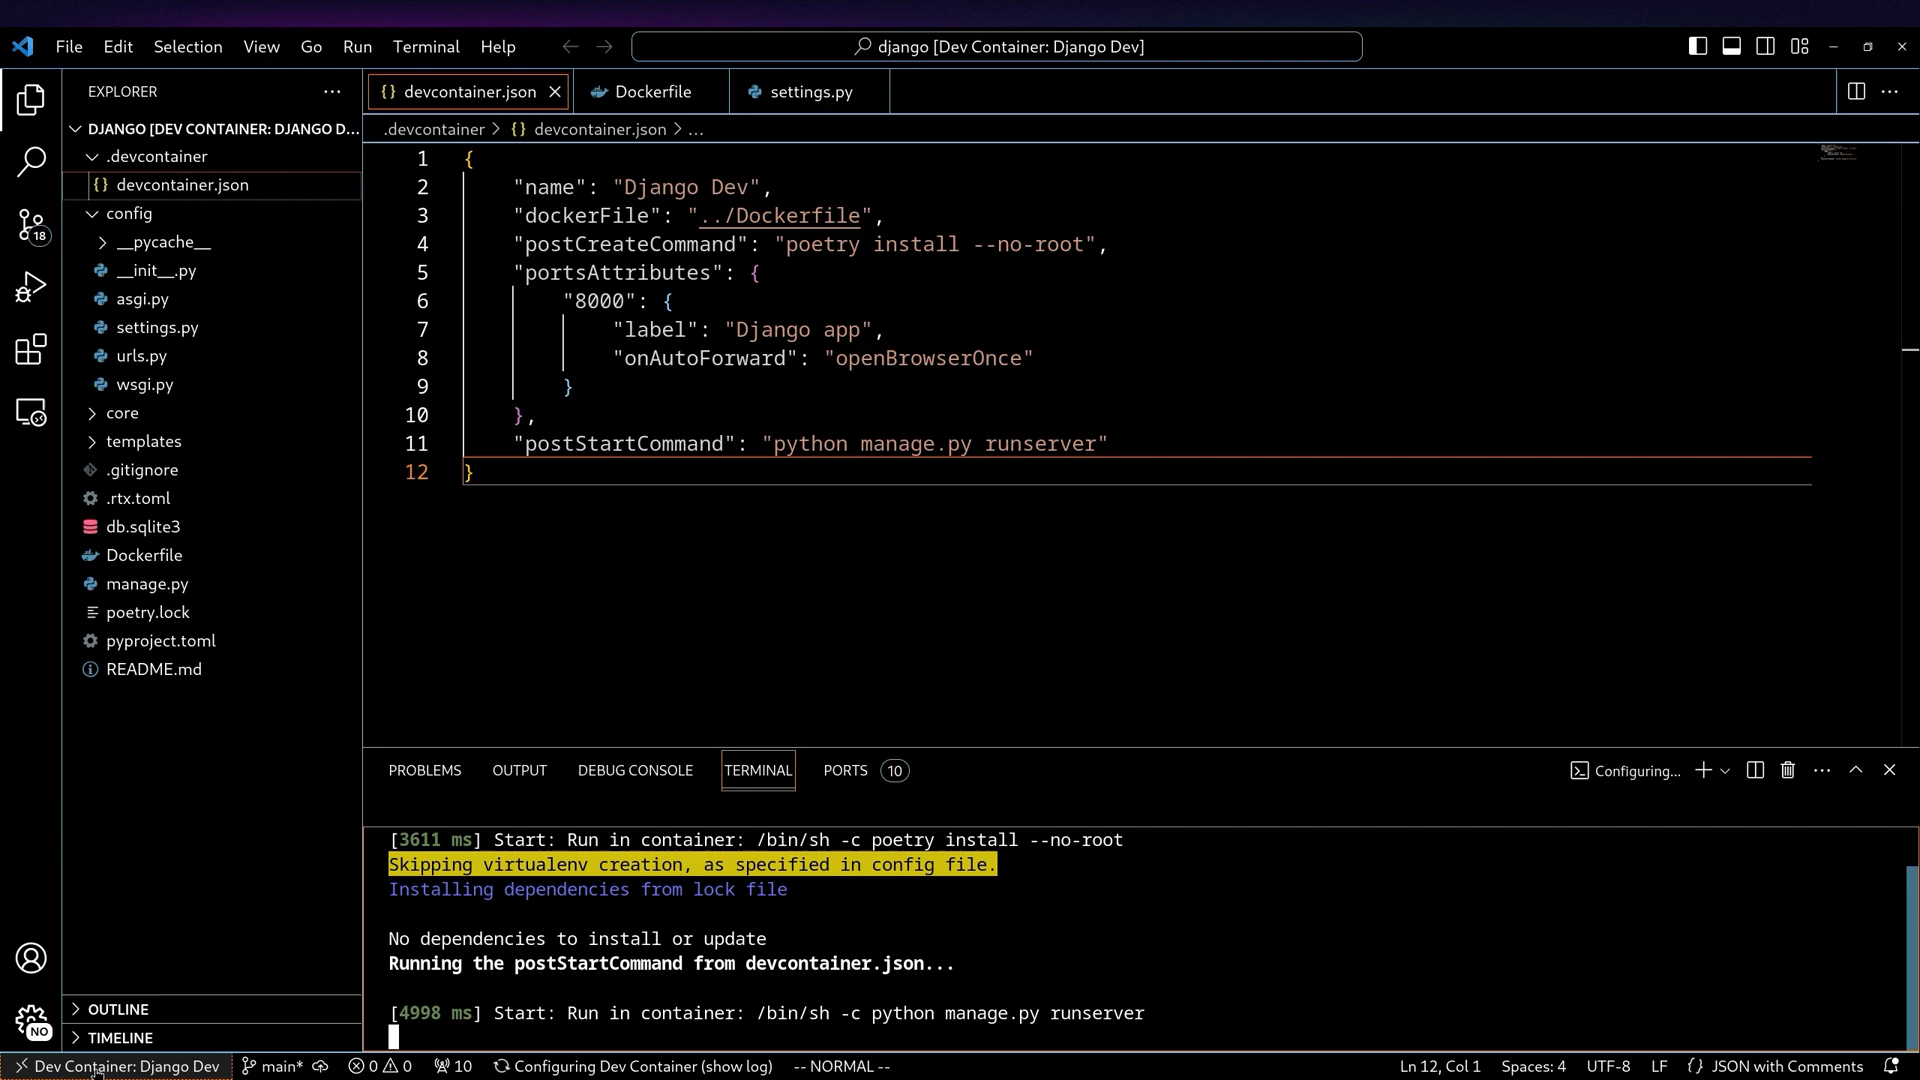 File Edit Selection View Go Run Terminal Help
django [Dev Container: Django Dev]
EXPLORER
DJANGO [DEV CONTAINER: DJANGO D...
.devcontainer
{} devcontainer.json
config
__pycache__
__init__.py
asgi.py
settings.py
urls.py
wsgi.py
core
templates
.gitignore
.rtx.toml
db.sqlite3
Dockerfile
manage.py
poetry.lock
pyproject.toml
README.md
OUTLINE
TIMELINE
18
NO
{} devcontainer.json Dockerfile settings.py
.devcontainer > {} devcontainer.json > ...
1 {
2 "name": "Django Dev",
3 "dockerFile": "../Dockerfile",
4 "postCreateCommand": "poetry install --no-root",
5 "portsAttributes": {
6 "8000": {
7 "label": "Django app",
8 "onAutoForward": "openBrowserOnce"
9 }
10 },
11 "postStartCommand": "python manage.py runserver"
12 }
PROBLEMS OUTPUT DEBUG CONSOLE TERMINAL PORTS 10
Configuring...
[3611 ms] Start: Run in container: /bin/sh -c poetry install --no-root
Skipping virtualenv creation, as specified in config file.
Installing dependencies from lock file
No dependencies to install or update
Running the postStartCommand from devcontainer.json...
[4998 ms] Start: Run in container: /bin/sh -c python manage.py runserver
Dev Container: Django Dev main* 0 0 10 Configuring Dev Container (show log) -- NORMAL -- Ln 12, Col 1 Spaces: 4 UTF-8 LF {} JSON with Comments